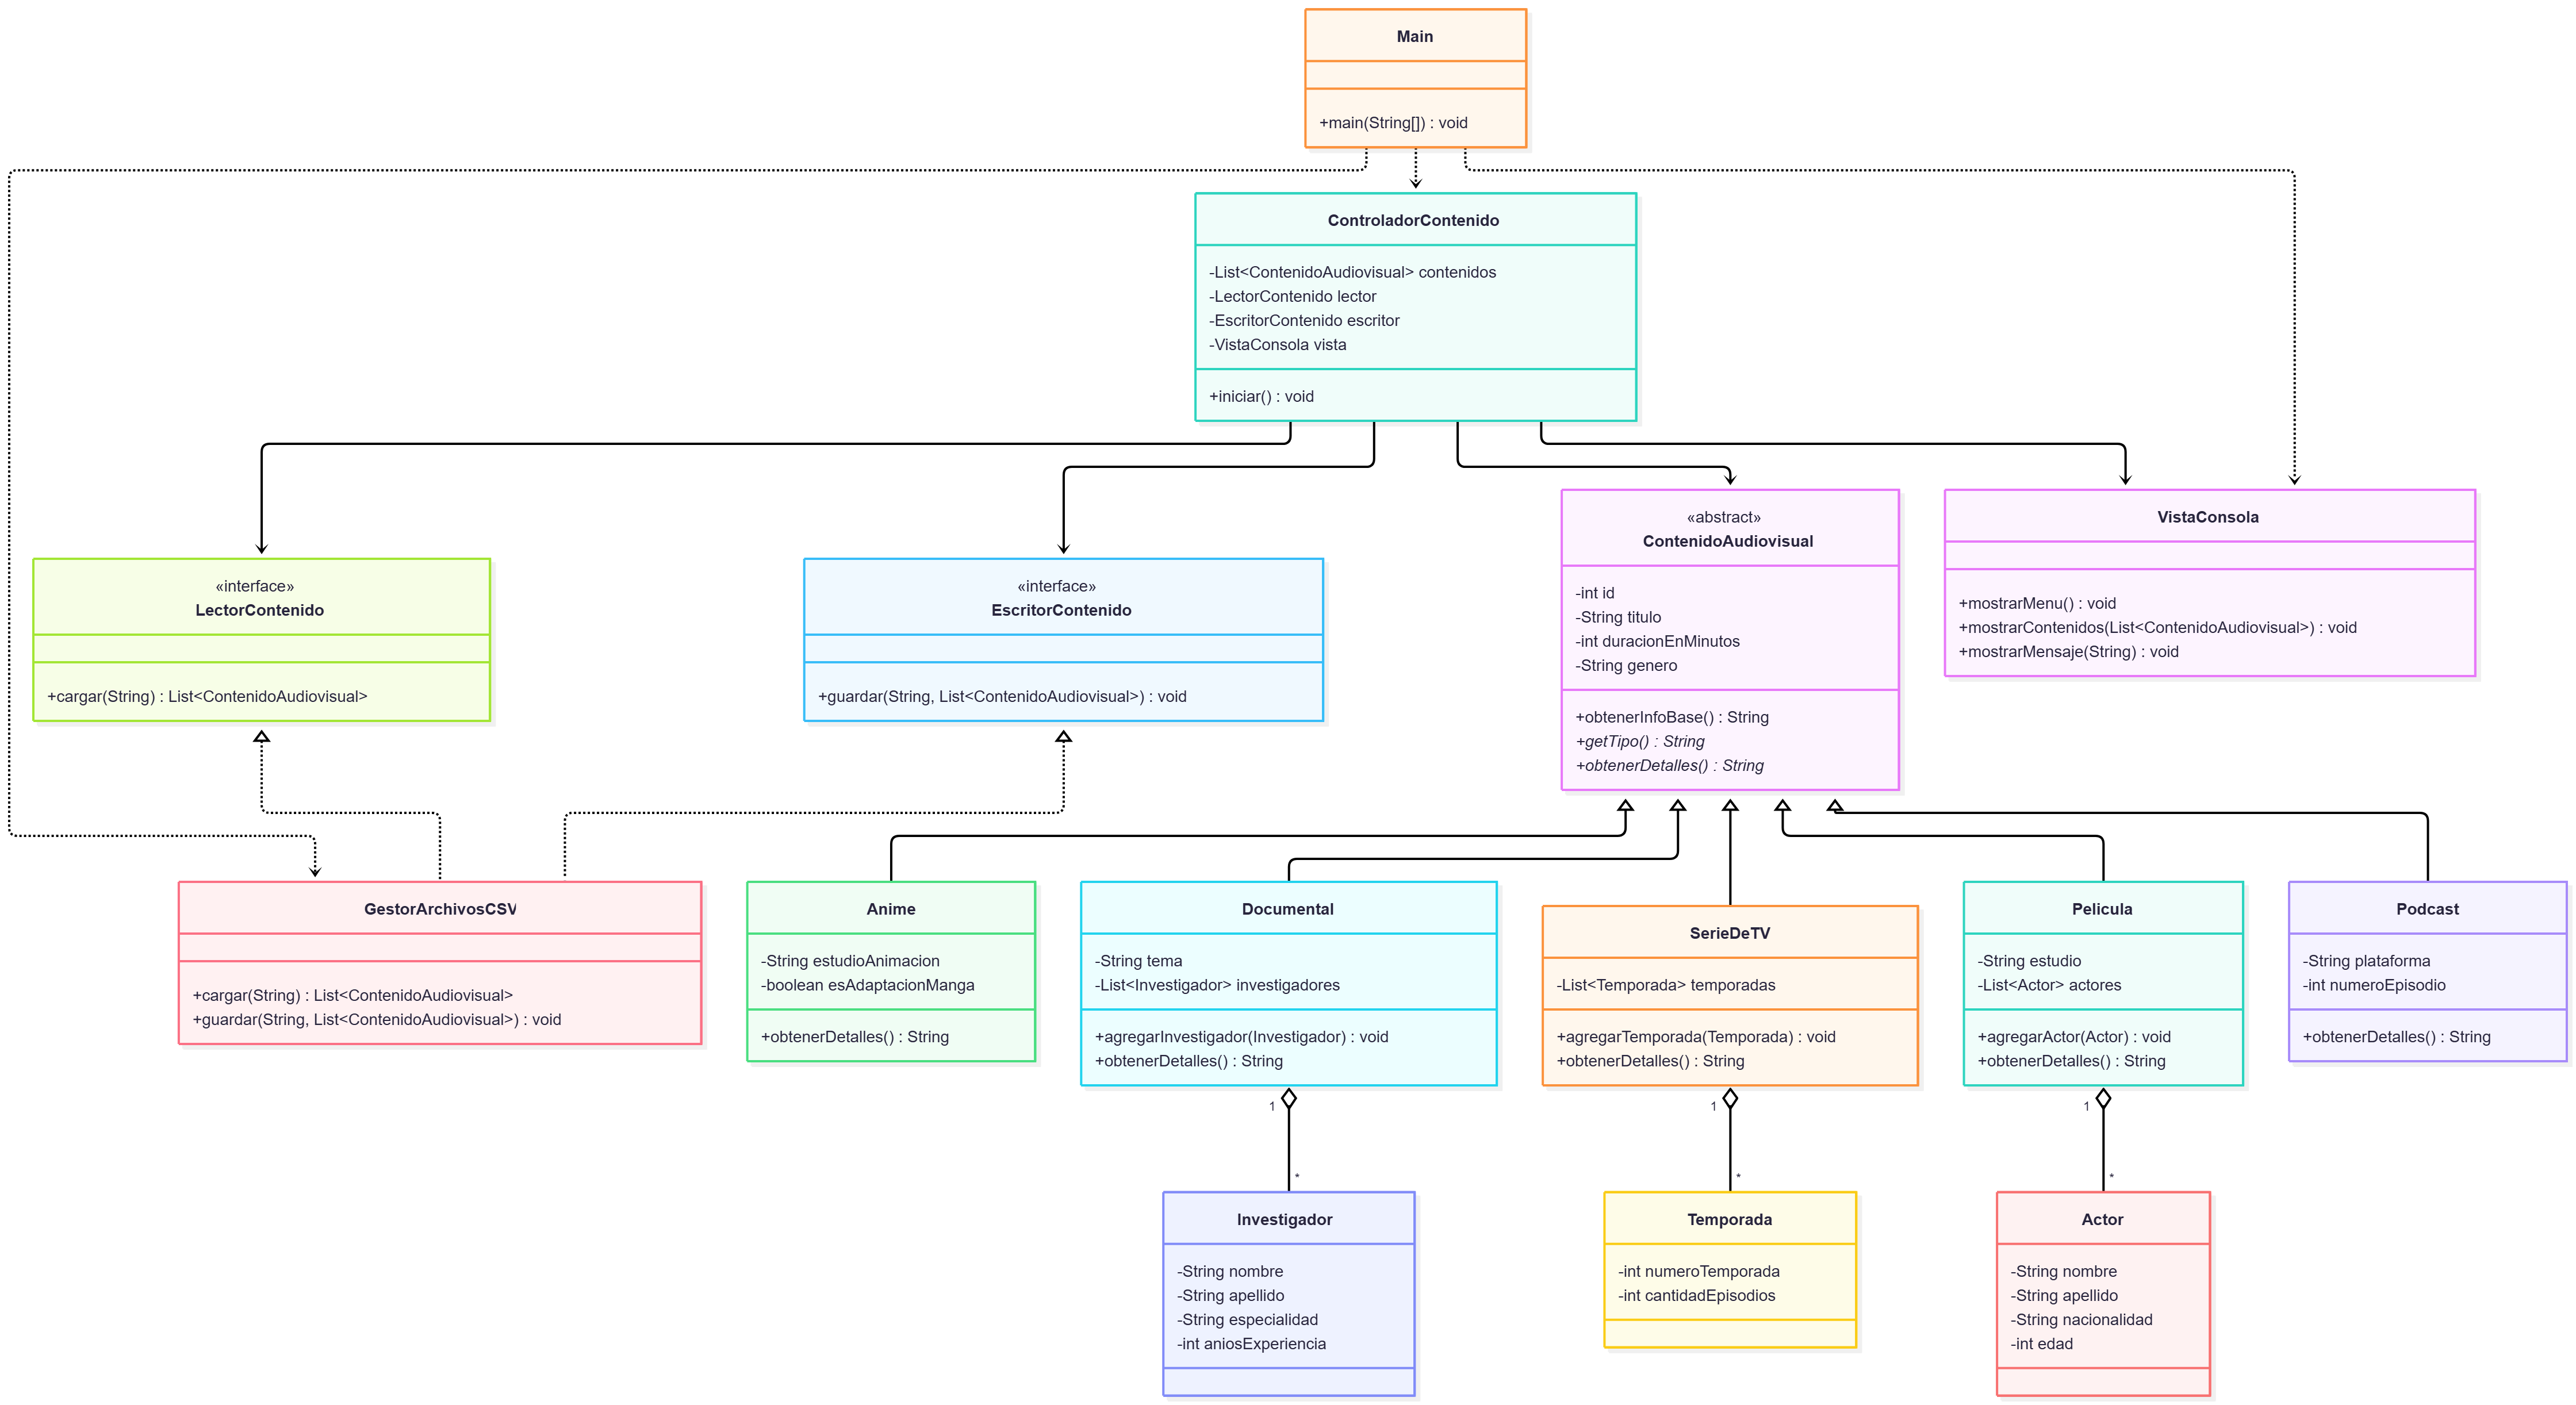 Main
+main(String[]) : void
ControladorContenido
-List<ContenidoAudiovisual> contenidos
-LectorContenido lector
-EscritorContenido escritor
-VistaConsola vista
+iniciar() : void
«interface»
LectorContenido
+cargar(String) : List<ContenidoAudiovisual>
«interface»
EscritorContenido
+guardar(String, List<ContenidoAudiovisual>) : void
«abstract»
ContenidoAudiovisual
-int id
-String titulo
-int duracionEnMinutos
-String genero
+obtenerInfoBase() : String
+getTipo() : String
+obtenerDetalles() : String
VistaConsola
+mostrarMenu() : void
+mostrarContenidos(List<ContenidoAudiovisual>) : void
+mostrarMensaje(String) : void
GestorArchivosCSV
+cargar(String) : List<ContenidoAudiovisual>
+guardar(String, List<ContenidoAudiovisual>) : void
Anime
-String estudioAnimacion
-boolean esAdaptacionManga
+obtenerDetalles() : String
Documental
-String tema
-List<Investigador> investigadores
+agregarInvestigador(Investigador) : void
+obtenerDetalles() : String
SerieDeTV
-List<Temporada> temporadas
+agregarTemporada(Temporada) : void
+obtenerDetalles() : String
Pelicula
-String estudio
-List<Actor> actores
+agregarActor(Actor) : void
+obtenerDetalles() : String
Podcast
-String plataforma
-int numeroEpisodio
+obtenerDetalles() : String
1
*
1
*
1
*
Investigador
-String nombre
-String apellido
-String especialidad
-int aniosExperiencia
Temporada
-int numeroTemporada
-int cantidadEpisodios
Actor
-String nombre
-String apellido
-String nacionalidad
-int edad